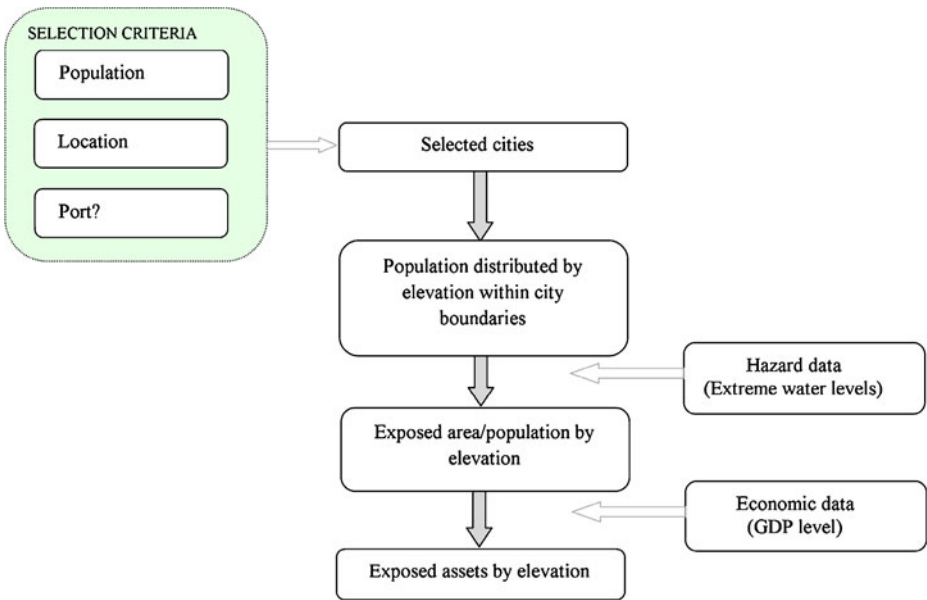 SELECTION CRITERIA
Population
Location
Port?
Selected cities
Population distributed by
elevation within city
boundaries
Hazard data
(Extreme water levels)
Exposed area/population by
elevation
Economic data
(GDP level)
Exposed assets by elevation